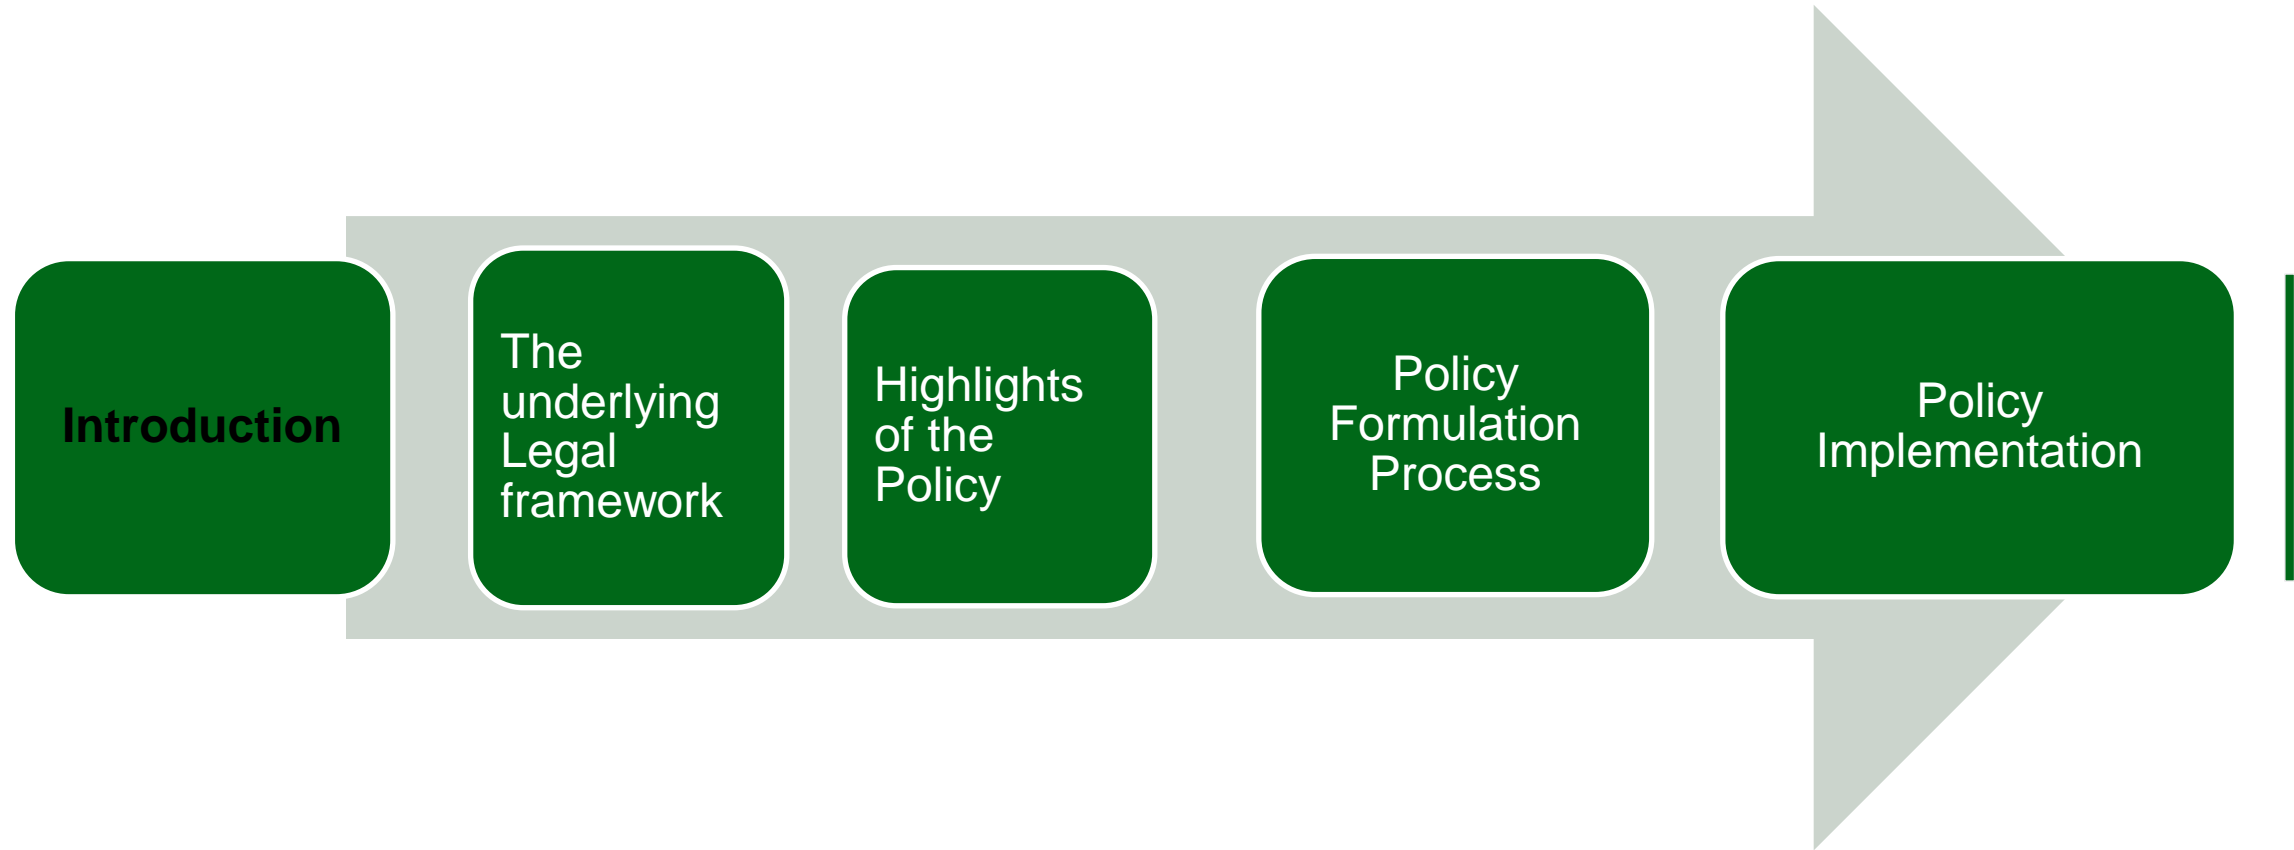 Introduction
The
underlying
Legal
framework
Highlights
of the
Policy
Policy
Formulation
Process
Policy
Implementation